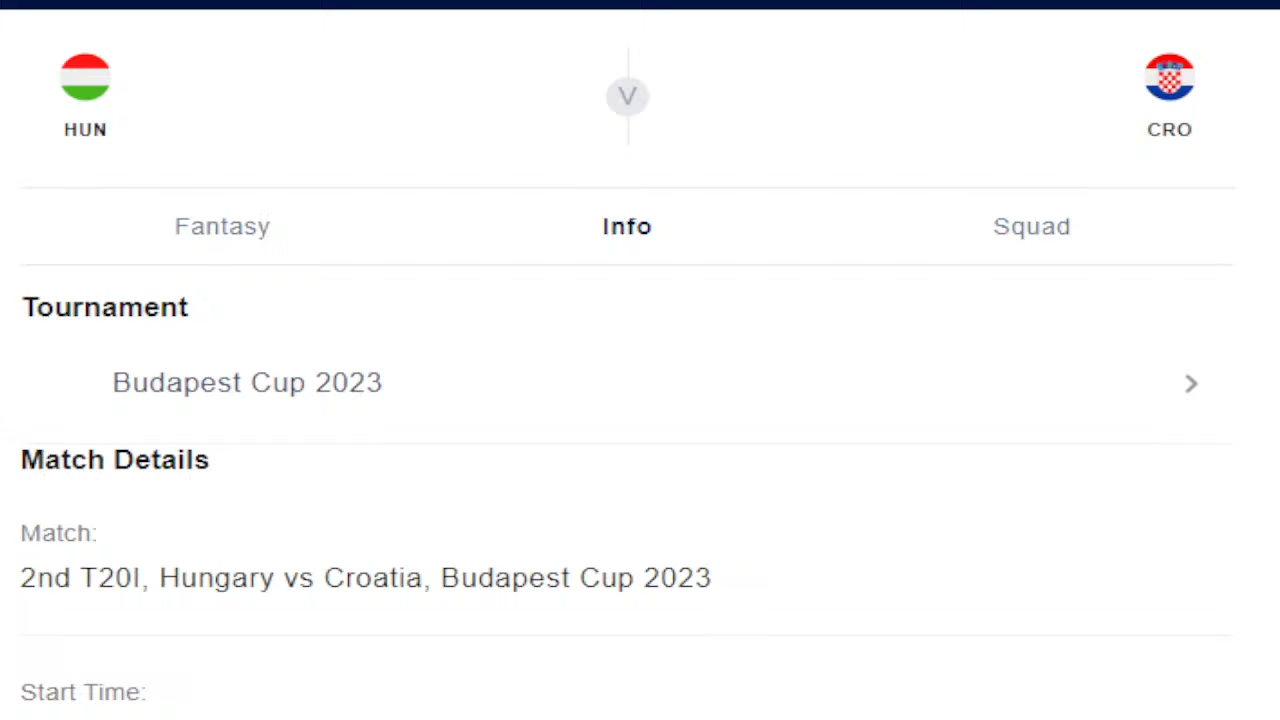 HUN
V
CRO
Fantasy Info Squad
Tournament
Budapest Cup 2023
Match Details
Match:
2nd T20I, Hungary vs Croatia, Budapest Cup 2023
Start Time: